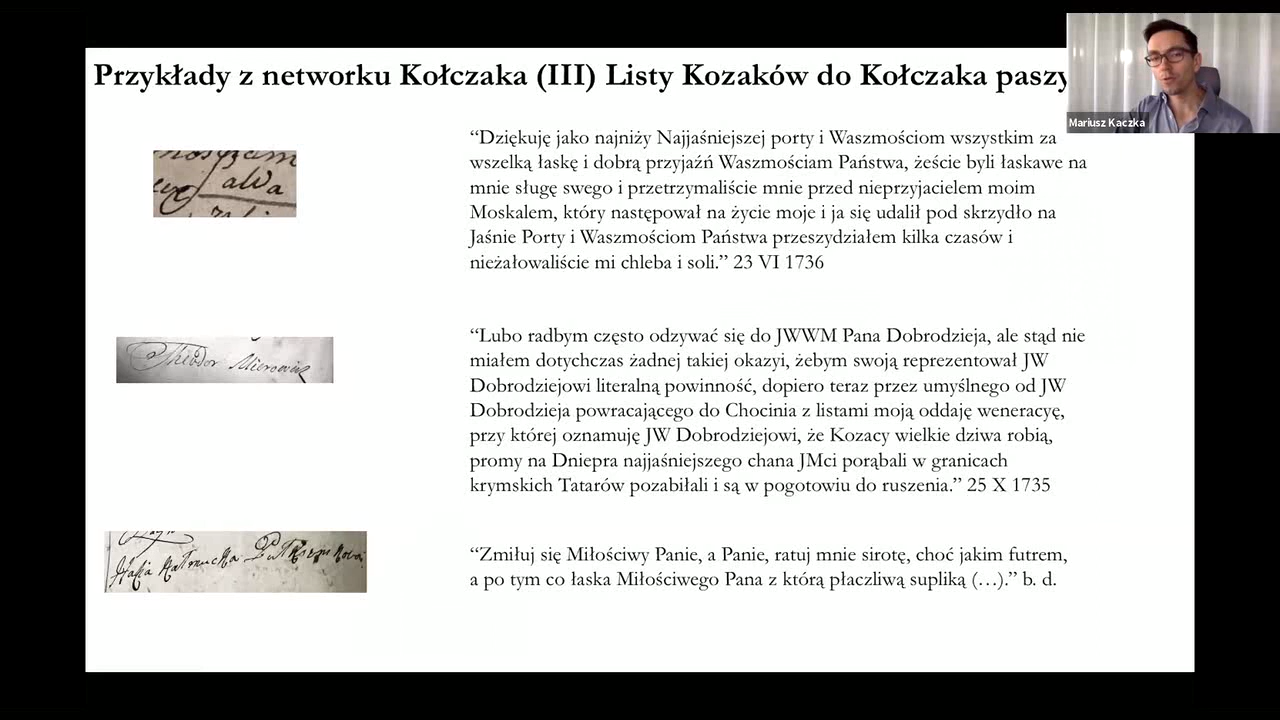 Przykłady z networku Kołczaka (III) Listy Kozaków do Kołczaka paszy
Mariusz Kaczka
“Dziękuję jako najniży Najjaśniejszej porty i Waszmościom wszystkim za
wszelką łaskę i dobrą przyjaźń Waszmościam Państwa, żeście byli łaskawe na
mnie sługę swego i przetrzymaliście mnie przed nieprzyjacielem moim
Moskalem, który następował na życie moje i ja się udalił pod skrzydło na
Jaśnie Porty i Waszmościom Państwa przeszydziałem kilka czasów i
nieżałowaliście mi chleba i soli.” 23 VI 1736
alva
“Lubo radbym często odzywać się do JWWM Pana Dobrodzieja, ale stąd nie
miałem dotychczas żadnej takiej okazyi, żebym swoją reprezentował JW
Dobrodziejowi literalną powinność, dopiero teraz przez umyślnego od JW
Dobrodzieja powracającego do Chocinia z listami moją oddaję weneracyę,
przy której oznamuję JW Dobrodziejowi, że Kozacy wielkie dziwa robią,
promy na Dniepra najjaśniejszego chana JMci porąbali w granicach
krymskich Tatarów pozabiłali i są w pogotowiu do ruszenia.” 25 X 1735
Theodor Mierowicz
“Zmiłuj się Miłościwy Panie, a Panie, ratuj mnie sirotę, choć jakim futrem,
a po tym co łaska Miłościwego Pana z którą płaczliwą supliką (…).” b. d.